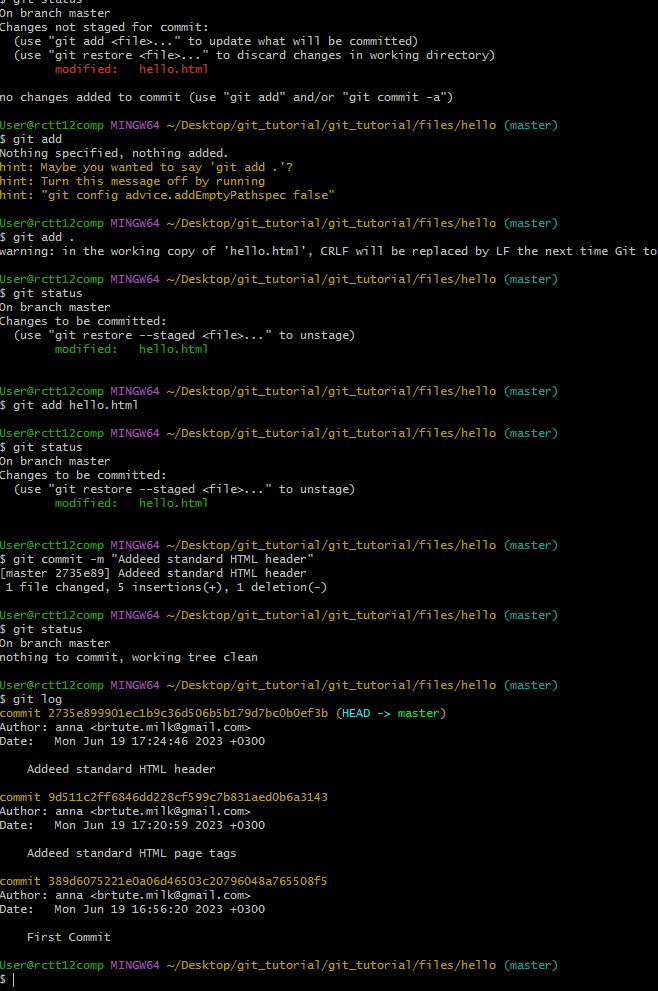 $ git status
On branch master
Changes not staged for commit:
  (use "git add <file>..." to update what will be committed)
  (use "git restore <file>..." to discard changes in working directory)
        modified:   hello.html

no changes added to commit (use "git add" and/or "git commit -a")

User@rctt12comp MINGW64 ~/Desktop/git_tutorial/git_tutorial/files/hello (master)
$ git add
Nothing specified, nothing added.
hint: Maybe you wanted to say 'git add .'?
hint: Turn this message off by running
hint: "git config advice.addEmptyPathspec false"

User@rctt12comp MINGW64 ~/Desktop/git_tutorial/git_tutorial/files/hello (master)
$ git add .
warning: in the working copy of 'hello.html', CRLF will be replaced by LF the next time Git to

User@rctt12comp MINGW64 ~/Desktop/git_tutorial/git_tutorial/files/hello (master)
$ git status
On branch master
Changes to be committed:
  (use "git restore --staged <file>..." to unstage)
        modified:   hello.html


User@rctt12comp MINGW64 ~/Desktop/git_tutorial/git_tutorial/files/hello (master)
$ git add hello.html

User@rctt12comp MINGW64 ~/Desktop/git_tutorial/git_tutorial/files/hello (master)
$ git status
On branch master
Changes to be committed:
  (use "git restore --staged <file>..." to unstage)
        modified:   hello.html


User@rctt12comp MINGW64 ~/Desktop/git_tutorial/git_tutorial/files/hello (master)
$ git commit -m "Addeed standard HTML header"
[master 2735e89] Addeed standard HTML header
 1 file changed, 5 insertions(+), 1 deletion(-)

User@rctt12comp MINGW64 ~/Desktop/git_tutorial/git_tutorial/files/hello (master)
$ git status
On branch master
nothing to commit, working tree clean

User@rctt12comp MINGW64 ~/Desktop/git_tutorial/git_tutorial/files/hello (master)
$ git log
commit 2735e899901ec1b9c36d506b5b179d7bc0b0ef3b (HEAD -> master)
Author: anna <brtute.milk@gmail.com>
Date:   Mon Jun 19 17:24:46 2023 +0300

    Addeed standard HTML header

commit 9d511c2ff6846dd228cf599c7b831aed0b6a3143
Author: anna <brtute.milk@gmail.com>
Date:   Mon Jun 19 17:20:59 2023 +0300

    Addeed standard HTML page tags

commit 389d6075221e0a06d46503c20796048a765508f5
Author: anna <brtute.milk@gmail.com>
Date:   Mon Jun 19 16:56:20 2023 +0300

    First Commit

User@rctt12comp MINGW64 ~/Desktop/git_tutorial/git_tutorial/files/hello (master)
$